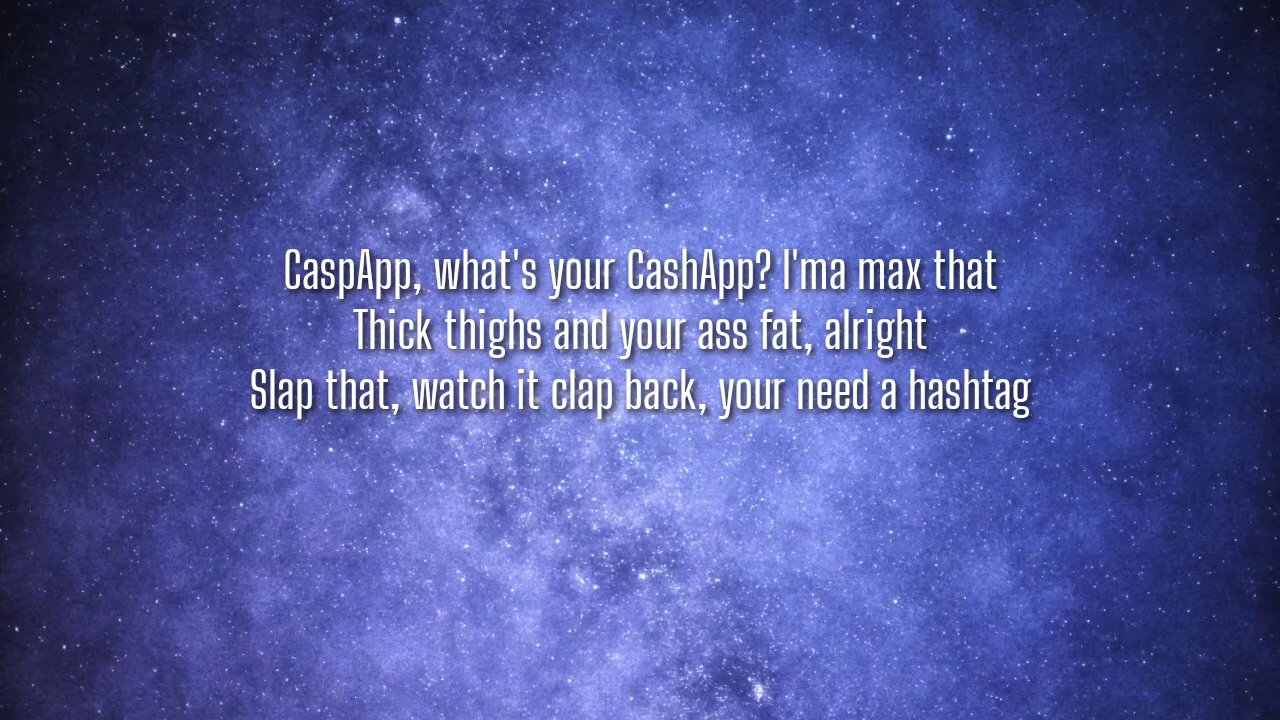 CaspApp, what's your CashApp? I'ma max that
Thick thighs and your ass fat, alright
Slap that, watch it clap back, your need a hashtag